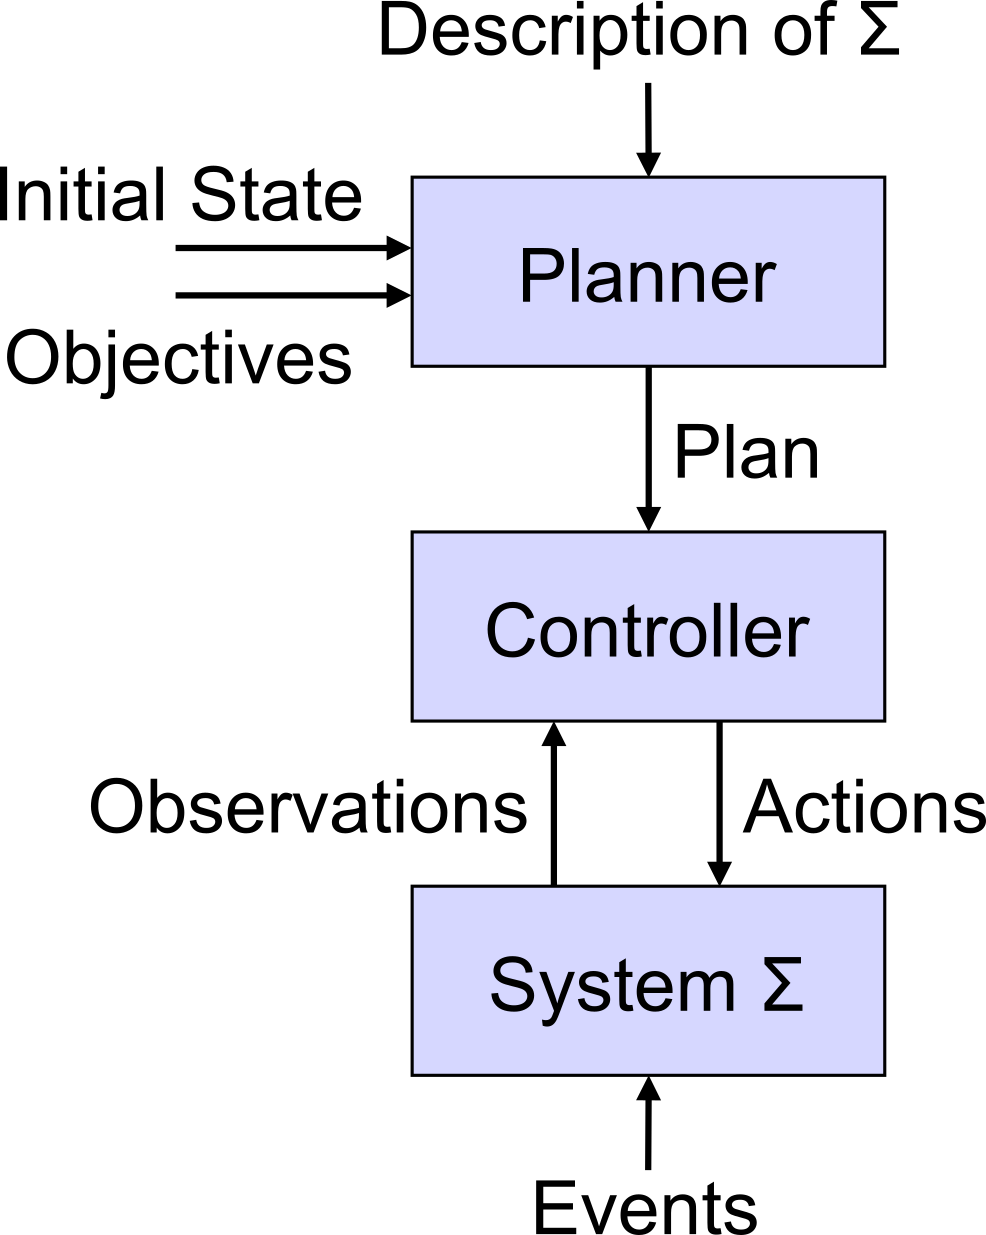 Description of Σ
Initial State
Planner
Objectives
Plan
Controller
Observations
Actions
System Σ
Events